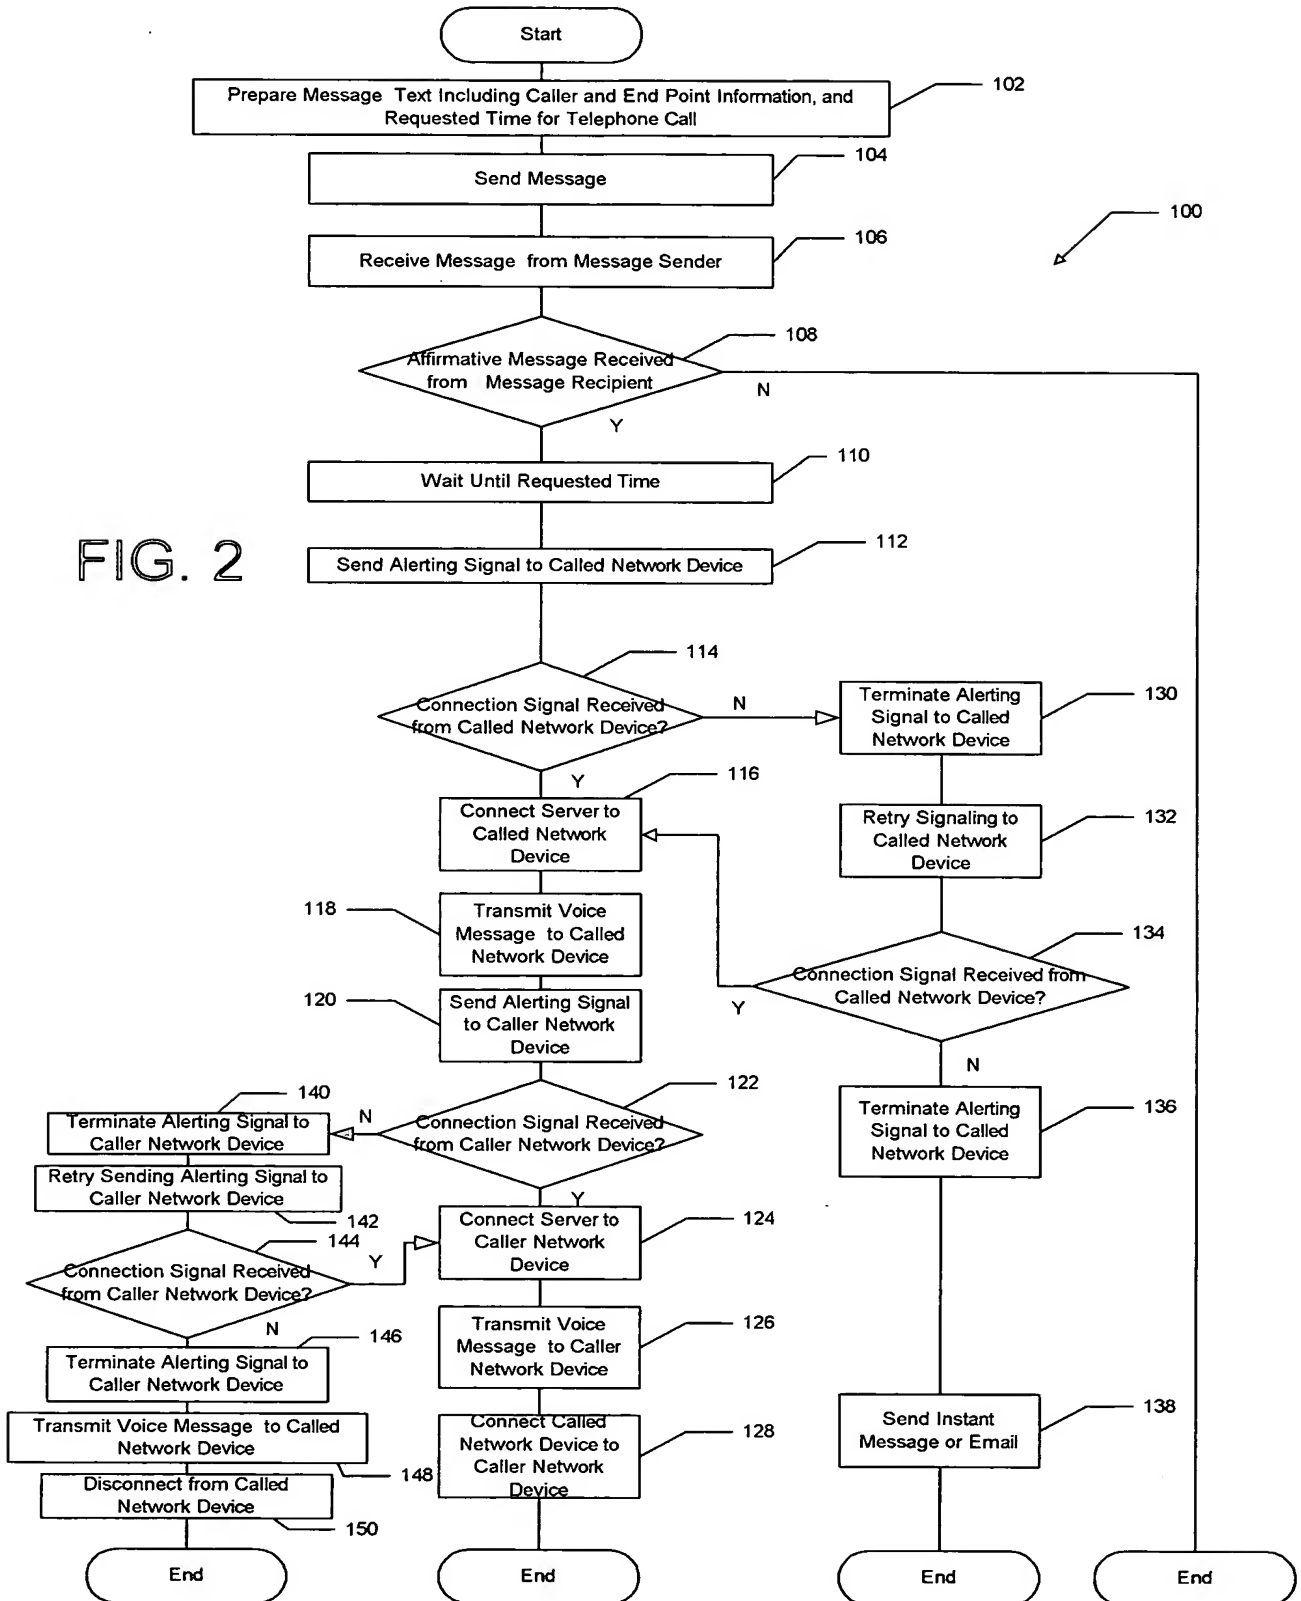 Start
Prepare Message Text Including Caller and End Point Information, and
Requested Time for Telephone Call
102
Send Message
104
Receive Message from Message Sender
106
100
Affirmative Message Received
from Message Recipient
108
N
Y
Wait Until Requested Time
110
FIG. 2
Send Alerting Signal to Called Network Device
112
Connection Signal Received
from Called Network Device?
114
N
Y
Terminate Alerting
Signal to Called
Network Device
130
Connect Server to
Called Network
Device
116
Retry Signaling to
Called Network
Device
132
118
Transmit Voice
Message to Called
Network Device
Connection Signal Received from
Called Network Device?
134
Y
N
120
Send Alerting Signal
to Caller Network
Device
Connection Signal Received
from Caller Network Device?
122
N
Y
Terminate Alerting
Signal to Called
Network Device
136
140
Terminate Alerting Signal to
Caller Network Device
Retry Sending Alerting Signal to
Caller Network Device
142
Connect Server to
Caller Network
Device
124
144
Connection Signal Received
from Caller Network Device?
Y
N
Transmit Voice
Message to Caller
Network Device
126
146
Terminate Alerting Signal to
Caller Network Device
Transmit Voice Message to Called
Network Device
148
Connect Called
Network Device to
Caller Network
Device
128
Send Instant
Message or Email
138
Disconnect from Called
Network Device
150
End
End
End
End